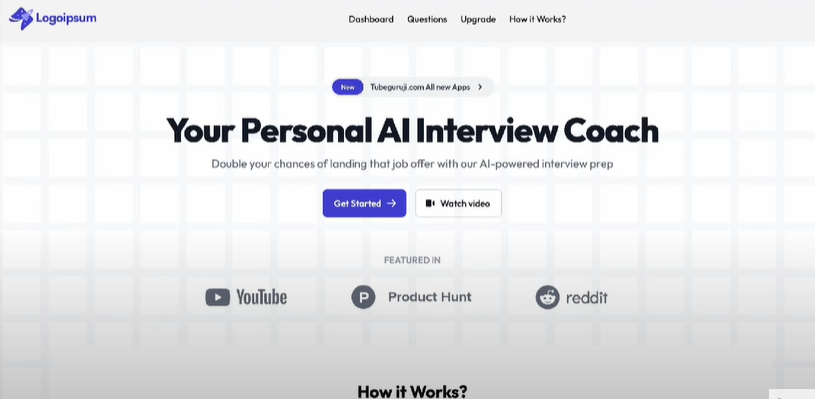 Logoipsum Dashboard Questions Upgrade How it Works?
New Tubeguruji.com All new Apps
Your Personal AI Interview Coach
Double your chances of landing that job offer with our AI-powered interview prep
Get Started Watch video
FEATURED IN
YouTube Product Hunt reddit
How it Works?